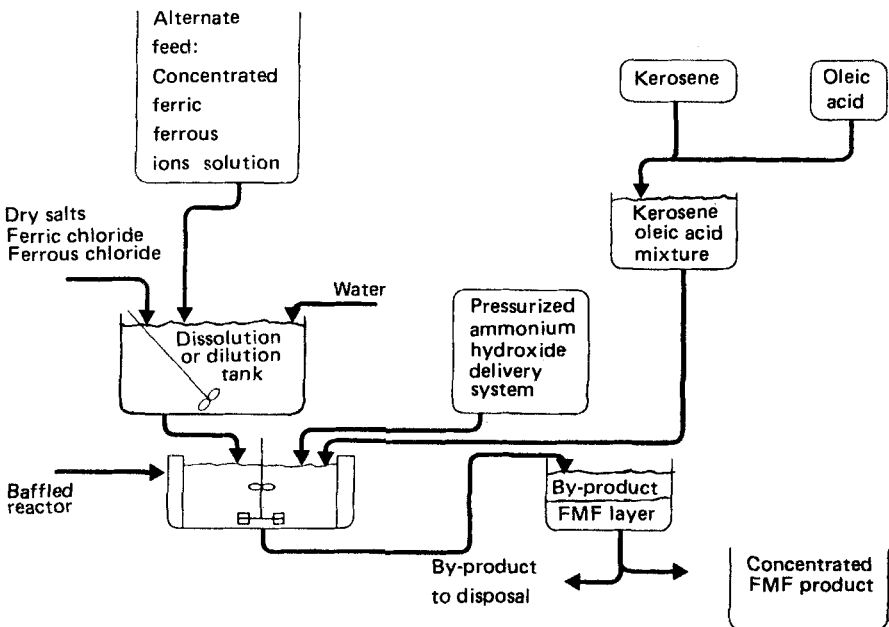 Alternate
feed:
Concentrated
ferric
ferrous
ions solution
Kerosene
Oleic
acid
Dry salts
Ferric chloride
Ferrous chloride
Kerosene
oleic acid
mixture
Water
Pressurized
ammonium
hydroxide
delivery
system
Dissolution
or dilution
tank
Baffled
reactor
By-product
FMF layer
By-product
to disposal
Concentrated
FMF product